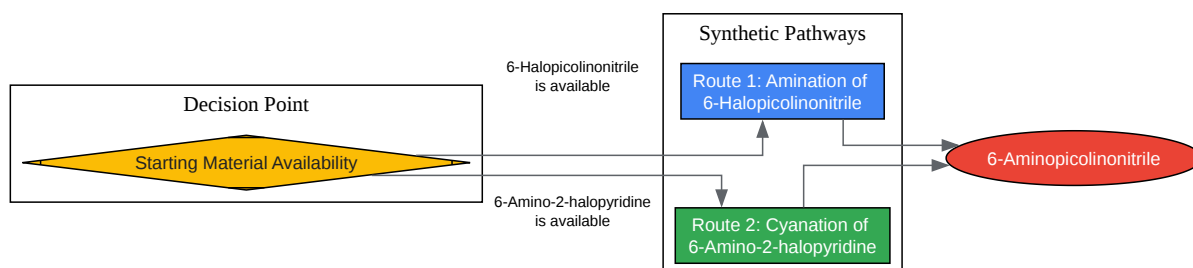 Synthetic Pathways
6-Halopicolinonitrile
is available
Route 1: Amination of
6-Halopicolinonitrile
Decision Point
Starting Material Availability
6-Aminopicolinonitrile
6-Amino-2-halopyridine
is available
Route 2: Cyanation of
6-Amino-2-halopyridine